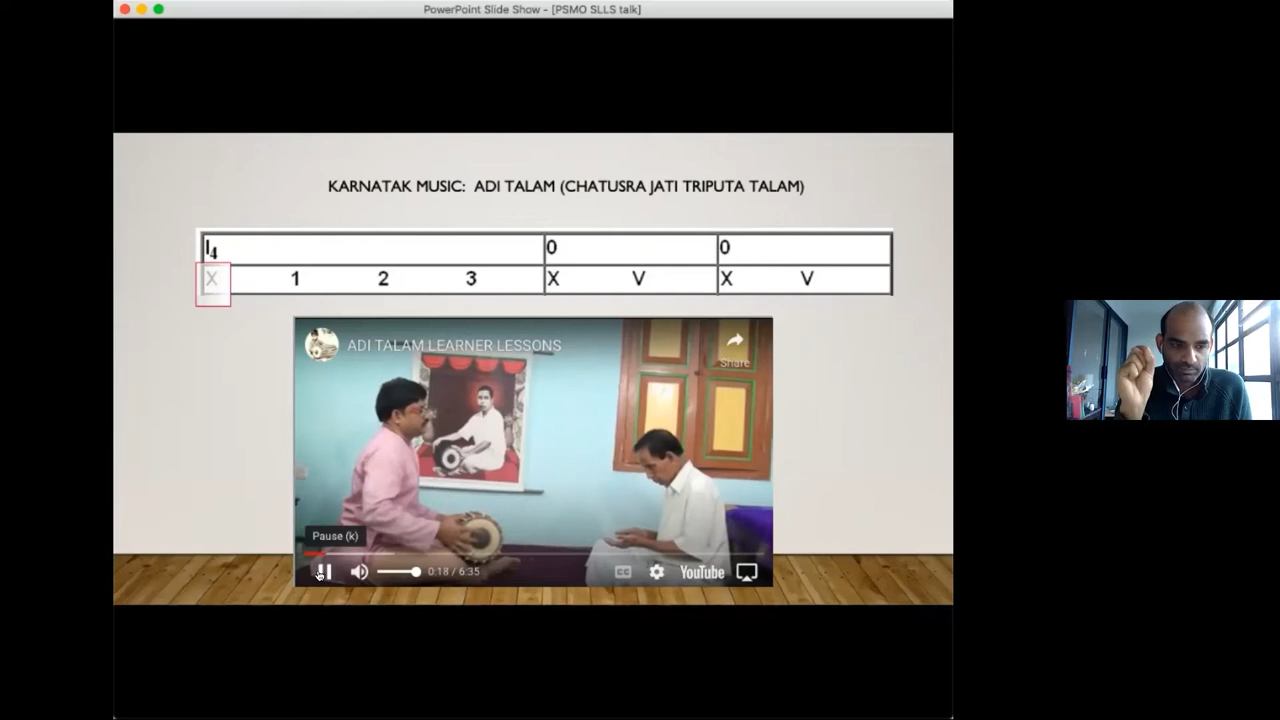 PowerPoint Slide Show - [PSMO SLLS talk]
KARNATAK MUSIC: ADI TALAM (CHATUSRA JATI TRIPUTA TALAM)
I4 0 0
X 1 2 3 X V X V
ADI TALAM LEARNER LESSONS
Share
Pause (k)
0:18 / 6:35 CC YouTube